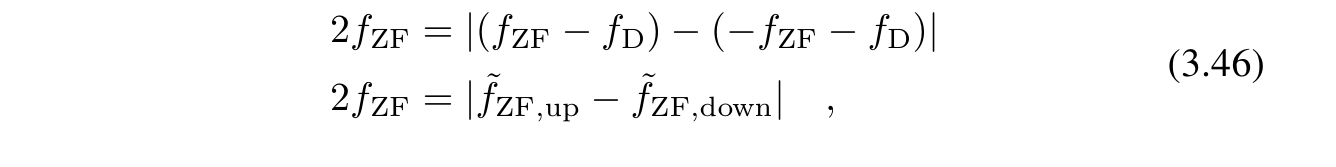 2f_ZF = |(f_ZF − f_D) − (−f_ZF − f_D)|
2f_ZF = |f̃_ZF,up − f̃_ZF,down| ,
(3.46)